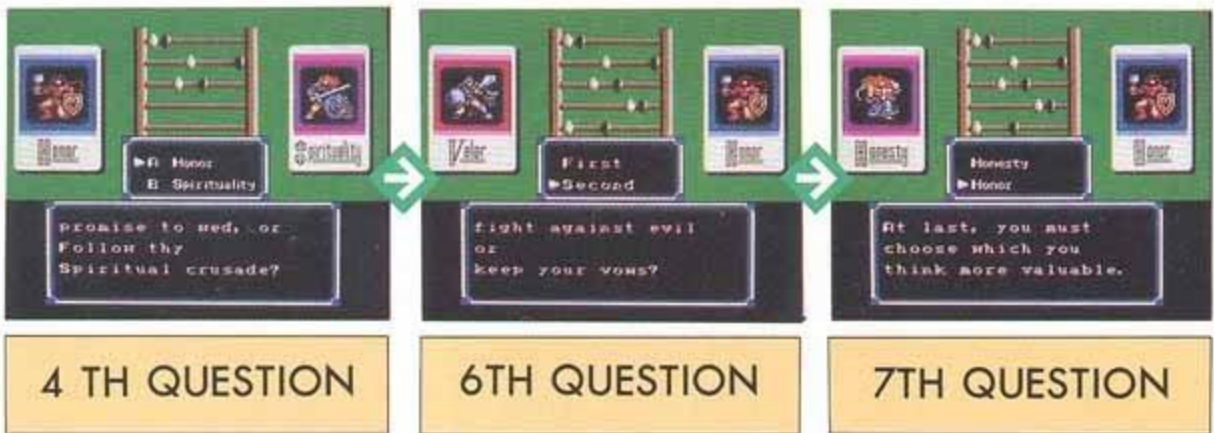 Honor
Spirituality
▶A Honor
B Spirituality
promise to wed, or
Follow thy
Spiritual crusade?
4 TH QUESTION
Valor
Honor
First
▶Second
fight against evil
or
keep your vows?
6TH QUESTION
Honesty
Honor
Honesty
▶Honor
At last, you must
choose which you
think more valuable.
7TH QUESTION